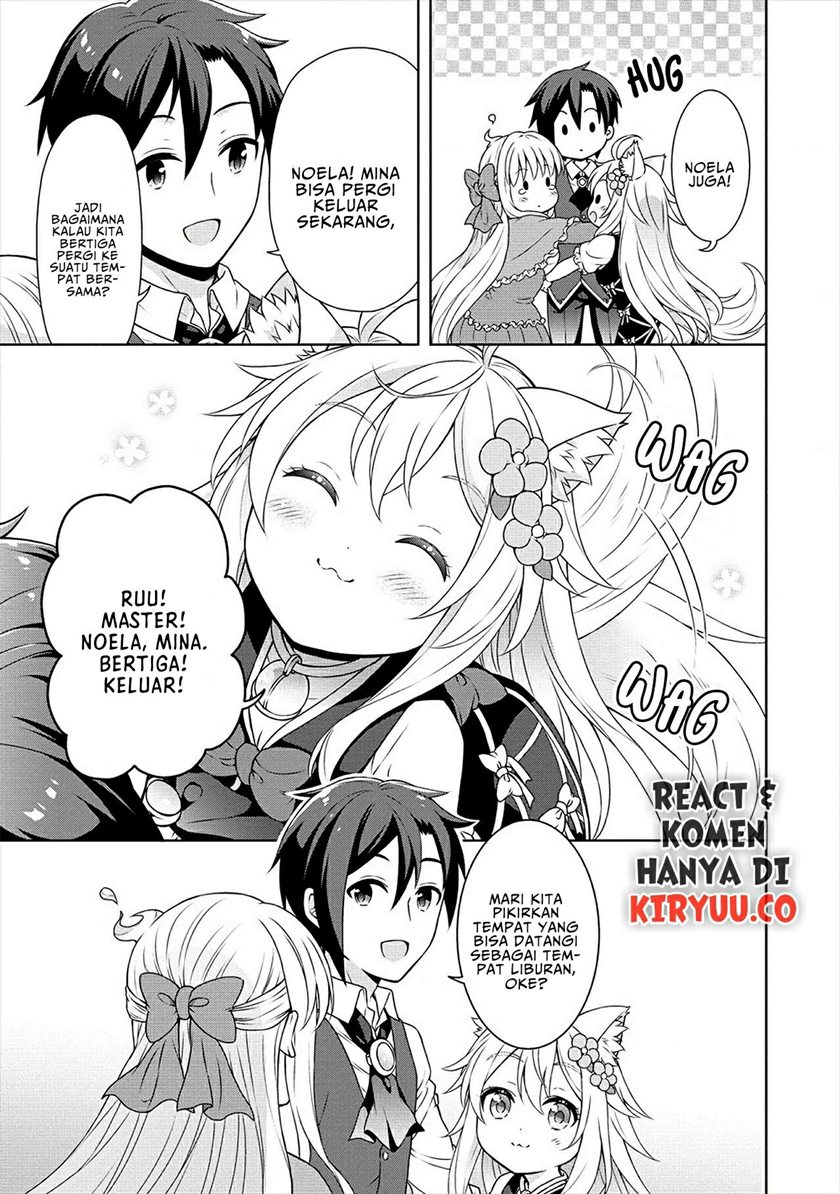 HUG
NOELA
JUGA!
NOELA! MINA
BISA PERGI
KELUAR
SEKARANG,
JADI
BAGAIMANA
KALAU KITA
BERTIGA
PERGI KE
SUATU TEM-
PAT BER-
SAMA?
WAG
RUU!
MASTER!
NOELA, MINA.
BERTIGA!
KELUAR!
WAG
REACT &
KOMEN
HANYA DI
KIRYUU.CO
MARI KITA
PIKIRKAN
TEMPAT YANG
BISA DATANGI
SEBAGAI TEM-
PAT LIBURAN,
OKE?